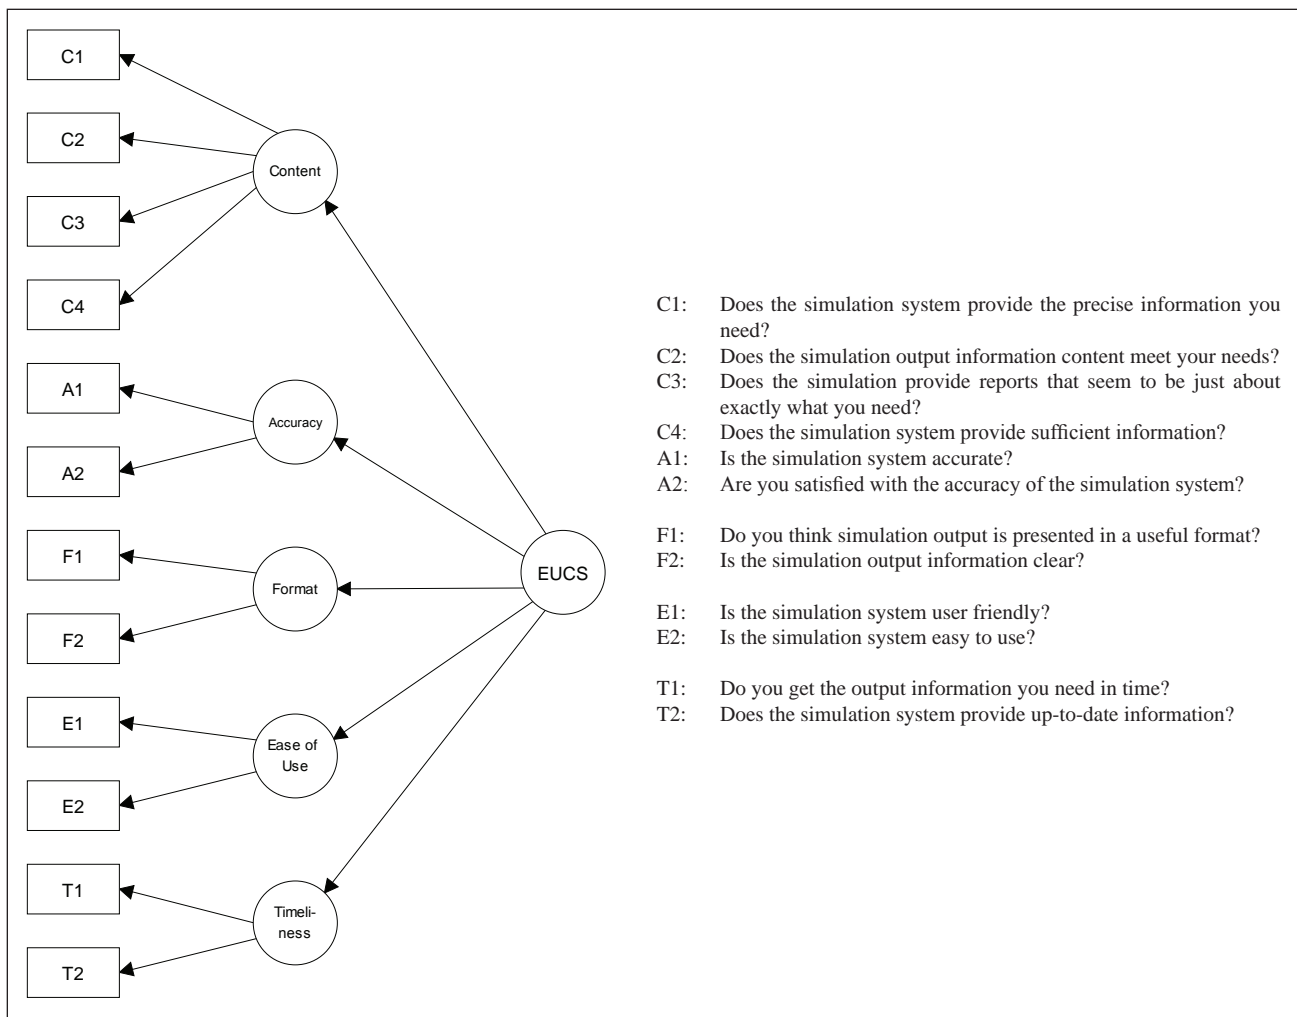 C1
C2
C3
C4
A1
A2
F1
F2
E1
E2
T1
T2
Content
Accuracy
Format
Ease of
Use
Timeli-
ness
EUCS
C1: Does the simulation system provide the precise information you
need?
C2: Does the simulation output information content meet your needs?
C3: Does the simulation provide reports that seem to be just about
exactly what you need?
C4: Does the simulation system provide sufficient information?
A1: Is the simulation system accurate?
A2: Are you satisfied with the accuracy of the simulation system?
F1: Do you think simulation output is presented in a useful format?
F2: Is the simulation output information clear?
E1: Is the simulation system user friendly?
E2: Is the simulation system easy to use?
T1: Do you get the output information you need in time?
T2: Does the simulation system provide up-to-date information?